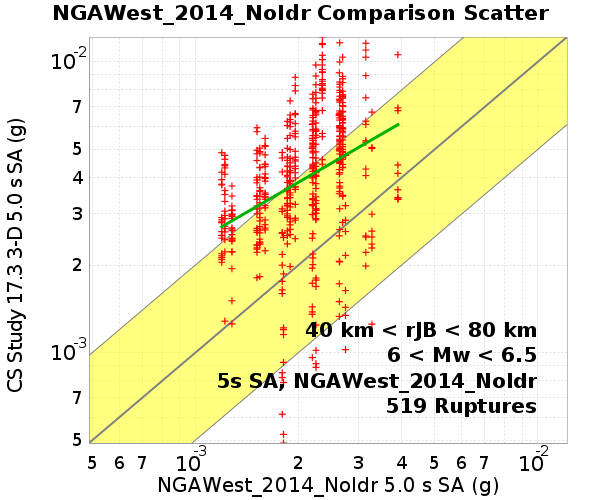 NGAWest_2014_NoIdr Comparison Scatter
CS Study 17.3 3-D 5.0 s SA (g)
10-2
7
5
4
3
2
10-3
7
5
40 km < rJB < 80 km
6 < Mw < 6.5
5s SA, NGAWest_2014_NoIdr
519 Ruptures
5 6 7 10-3 2 3 4 5 6 7 10-2
NGAWest_2014_NoIdr 5.0 s SA (g)